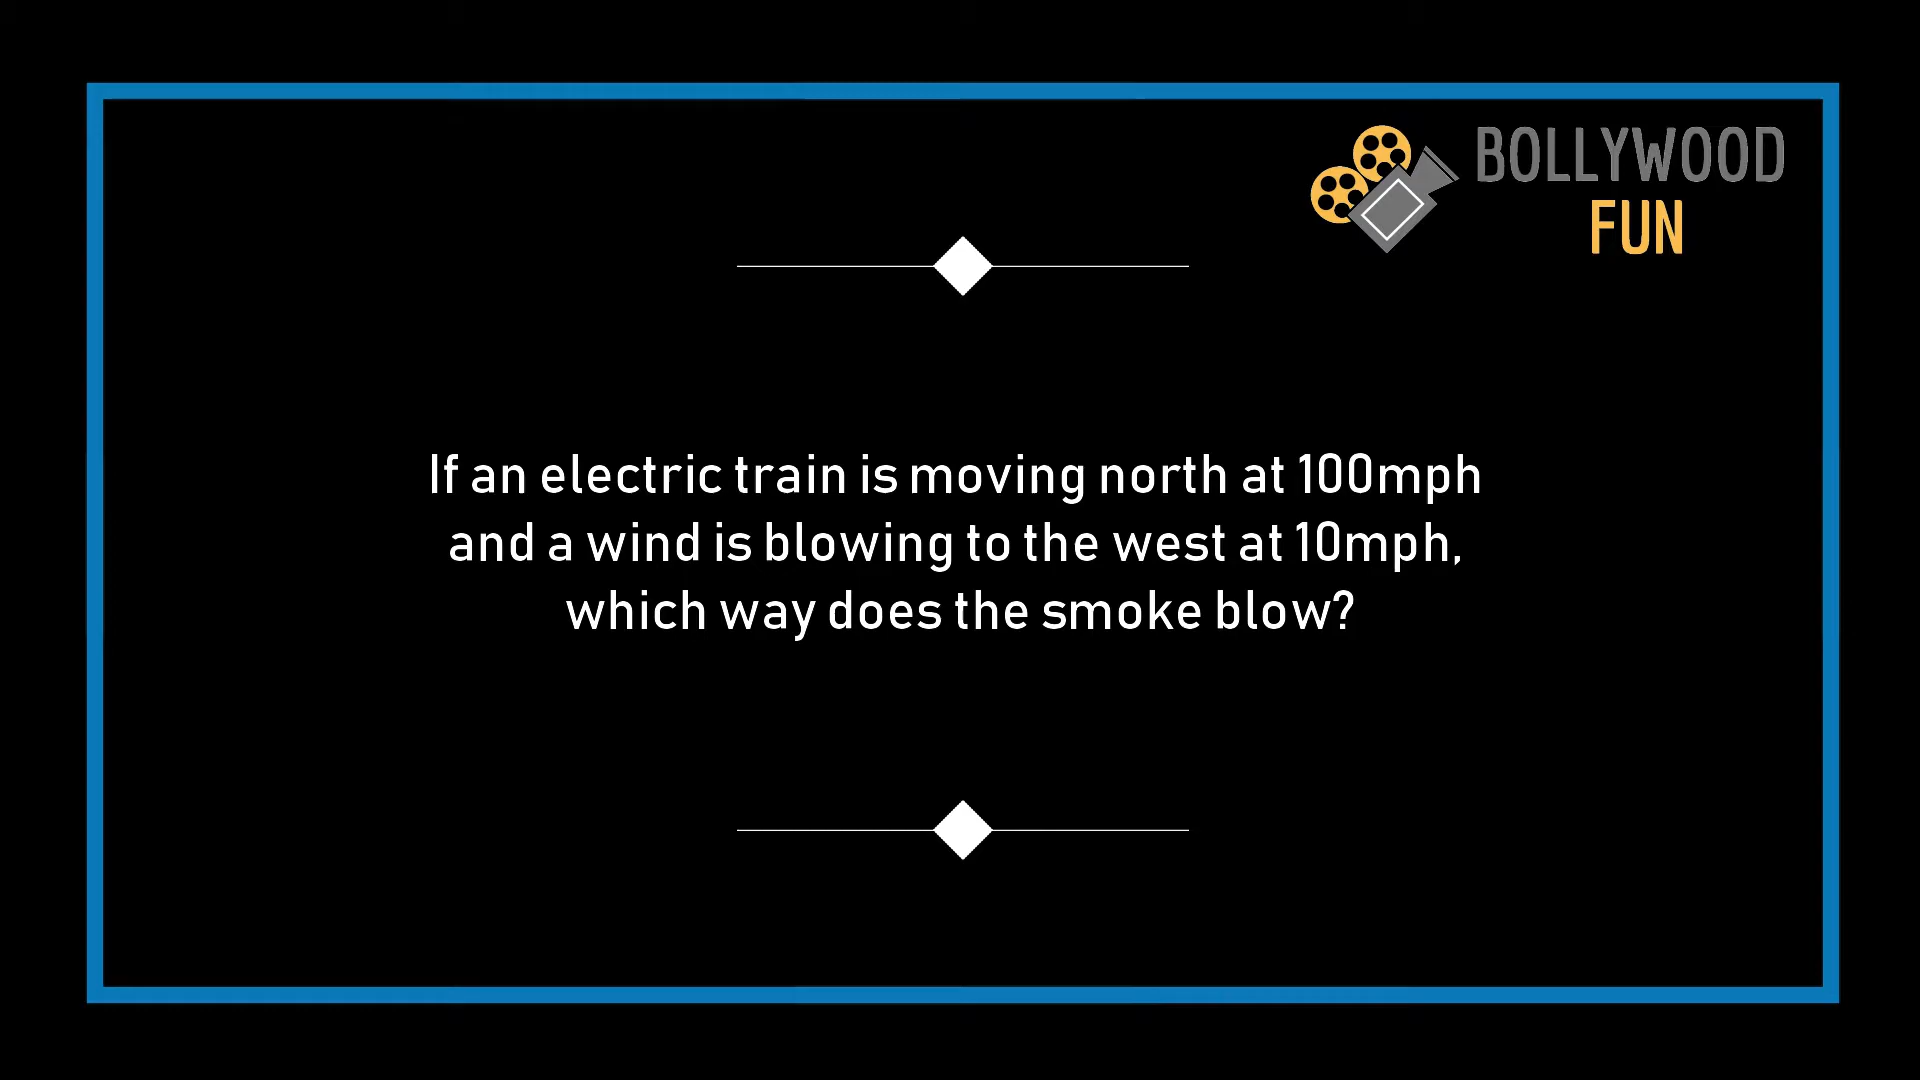 BOLLYWOOD
FUN
If an electric train is moving north at 100mph
and a wind is blowing to the west at 10mph,
which way does the smoke blow?